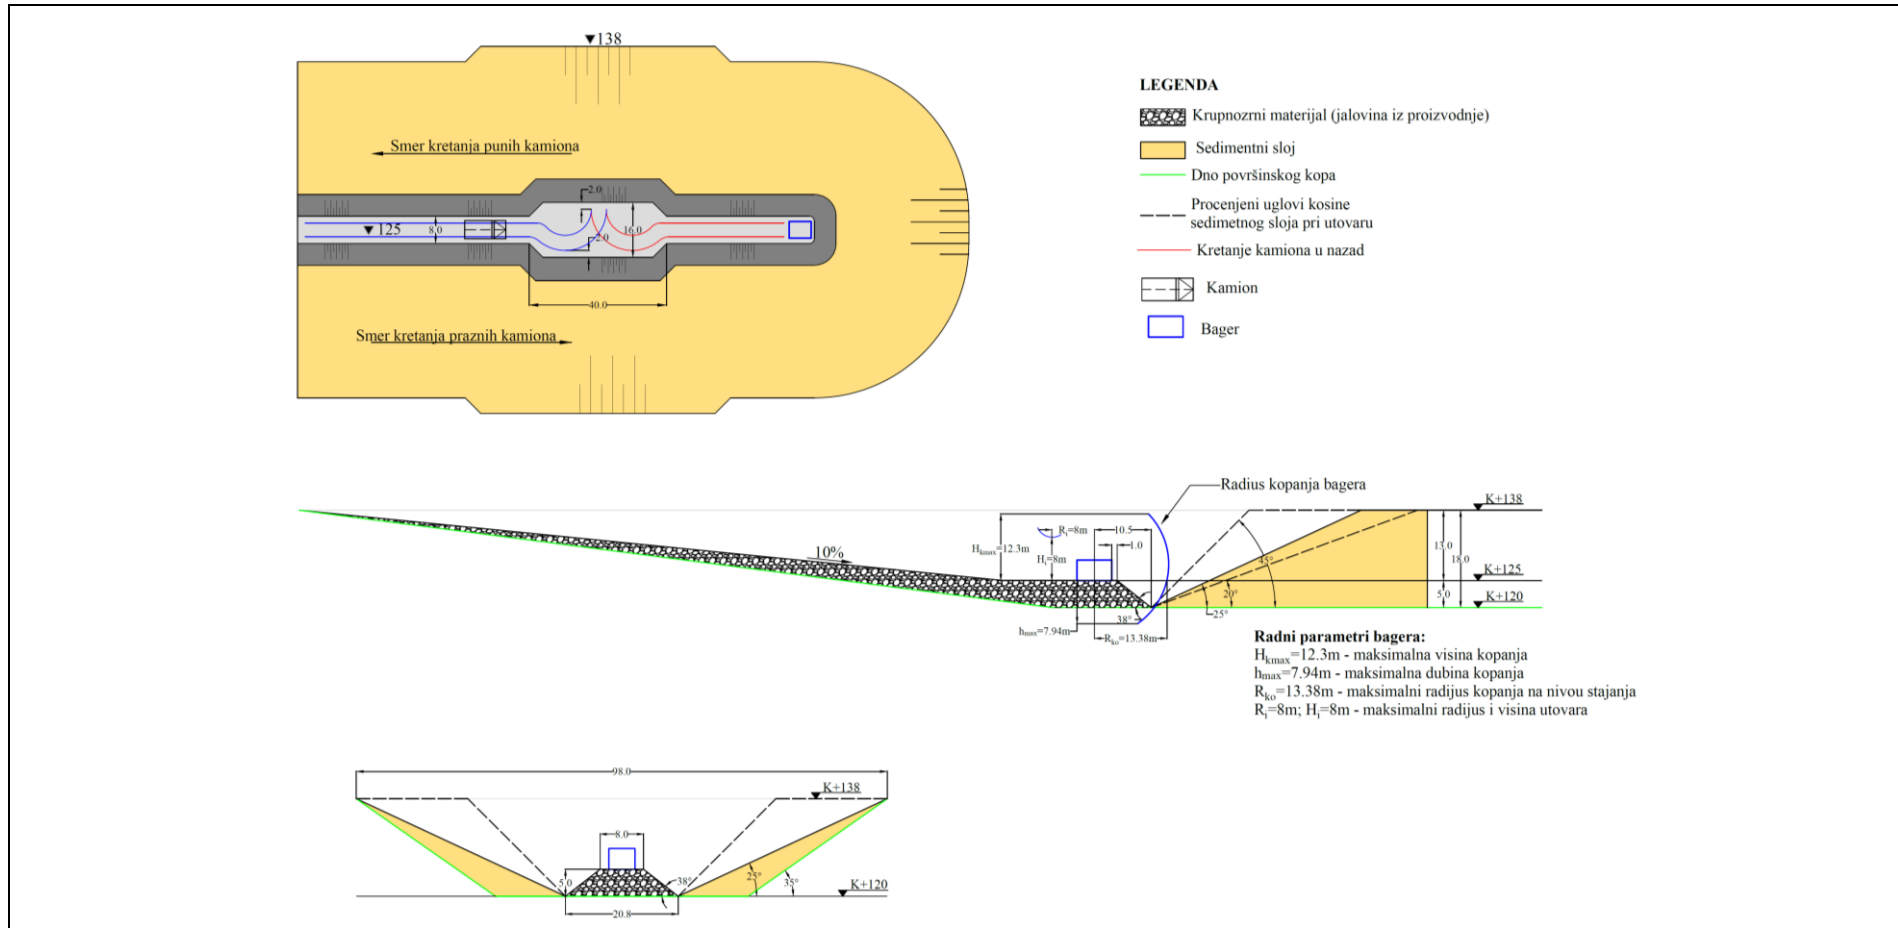 138
Smer kretanja punih kamiona
2.0
125
8.0
16.0
2.0
40.0
Smer kretanja praznih kamiona
LEGENDA
Krupnozrni materijal (jalovina iz proizvodnje)
Sedimentni sloj
Dno površinskog kopa
Procenjeni uglovi kosine
sedimetnog sloja pri utovaru
Kretanje kamiona u nazad
Kamion
Bager
Radius kopanja bagera
K+138
Ri=8m
10.5
Hkmax=12.3m
1.0
Hi=8m
10%
45°
13.0
18.0
K+125
20°
5.0
K+120
25°
38°
hmax=7.94m
Rko=13.38m
Radni parametri bagera:
Hkmax=12.3m - maksimalna visina kopanja
hmax=7.94m - maksimalna dubina kopanja
Rko=13.38m - maksimalni radijus kopanja na nivou stajanja
Ri=8m; Hi=8m - maksimalni radijus i visina utovara
98.0
K+138
8.0
5.0
38°
25°
35°
K+120
20.8